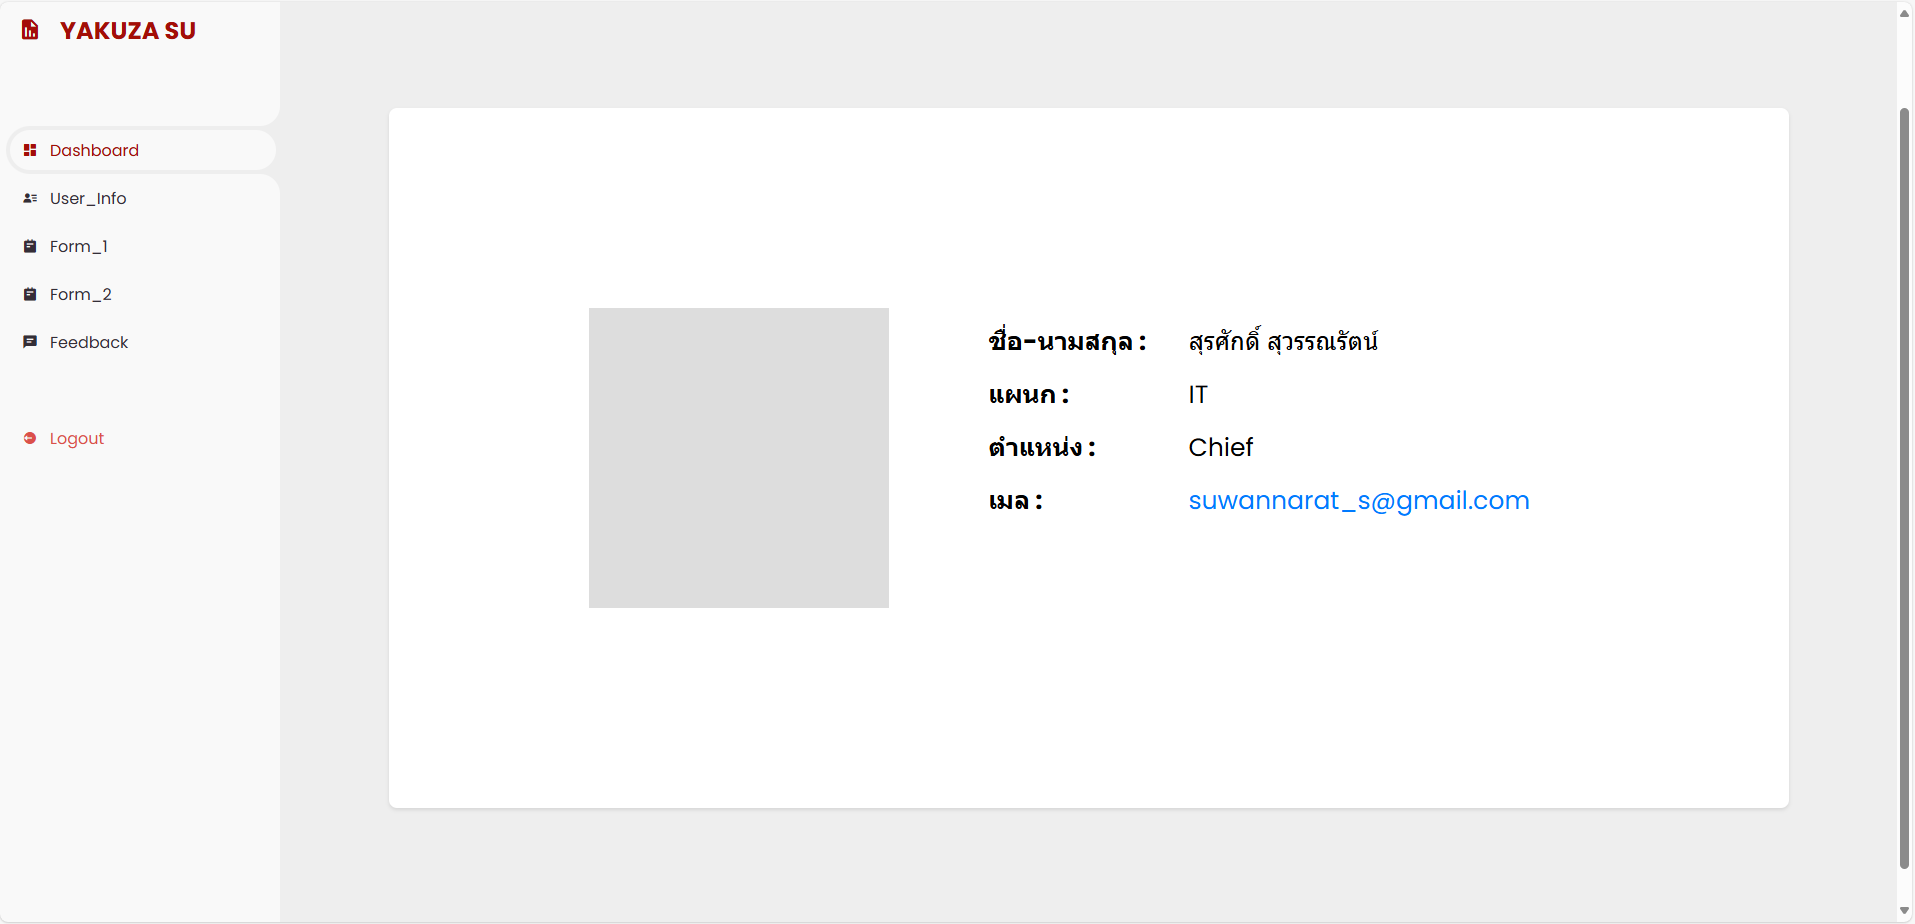 YAKUZA SU
Dashboard
User_Info
Form_1
Form_2
Feedback
Logout
ชื่อ-นามสกุล : สุรศักดิ์ สุวรรณรัตน์
แผนก : IT
ตำแหน่ง : Chief
เมล : suwannarat_s@gmail.com